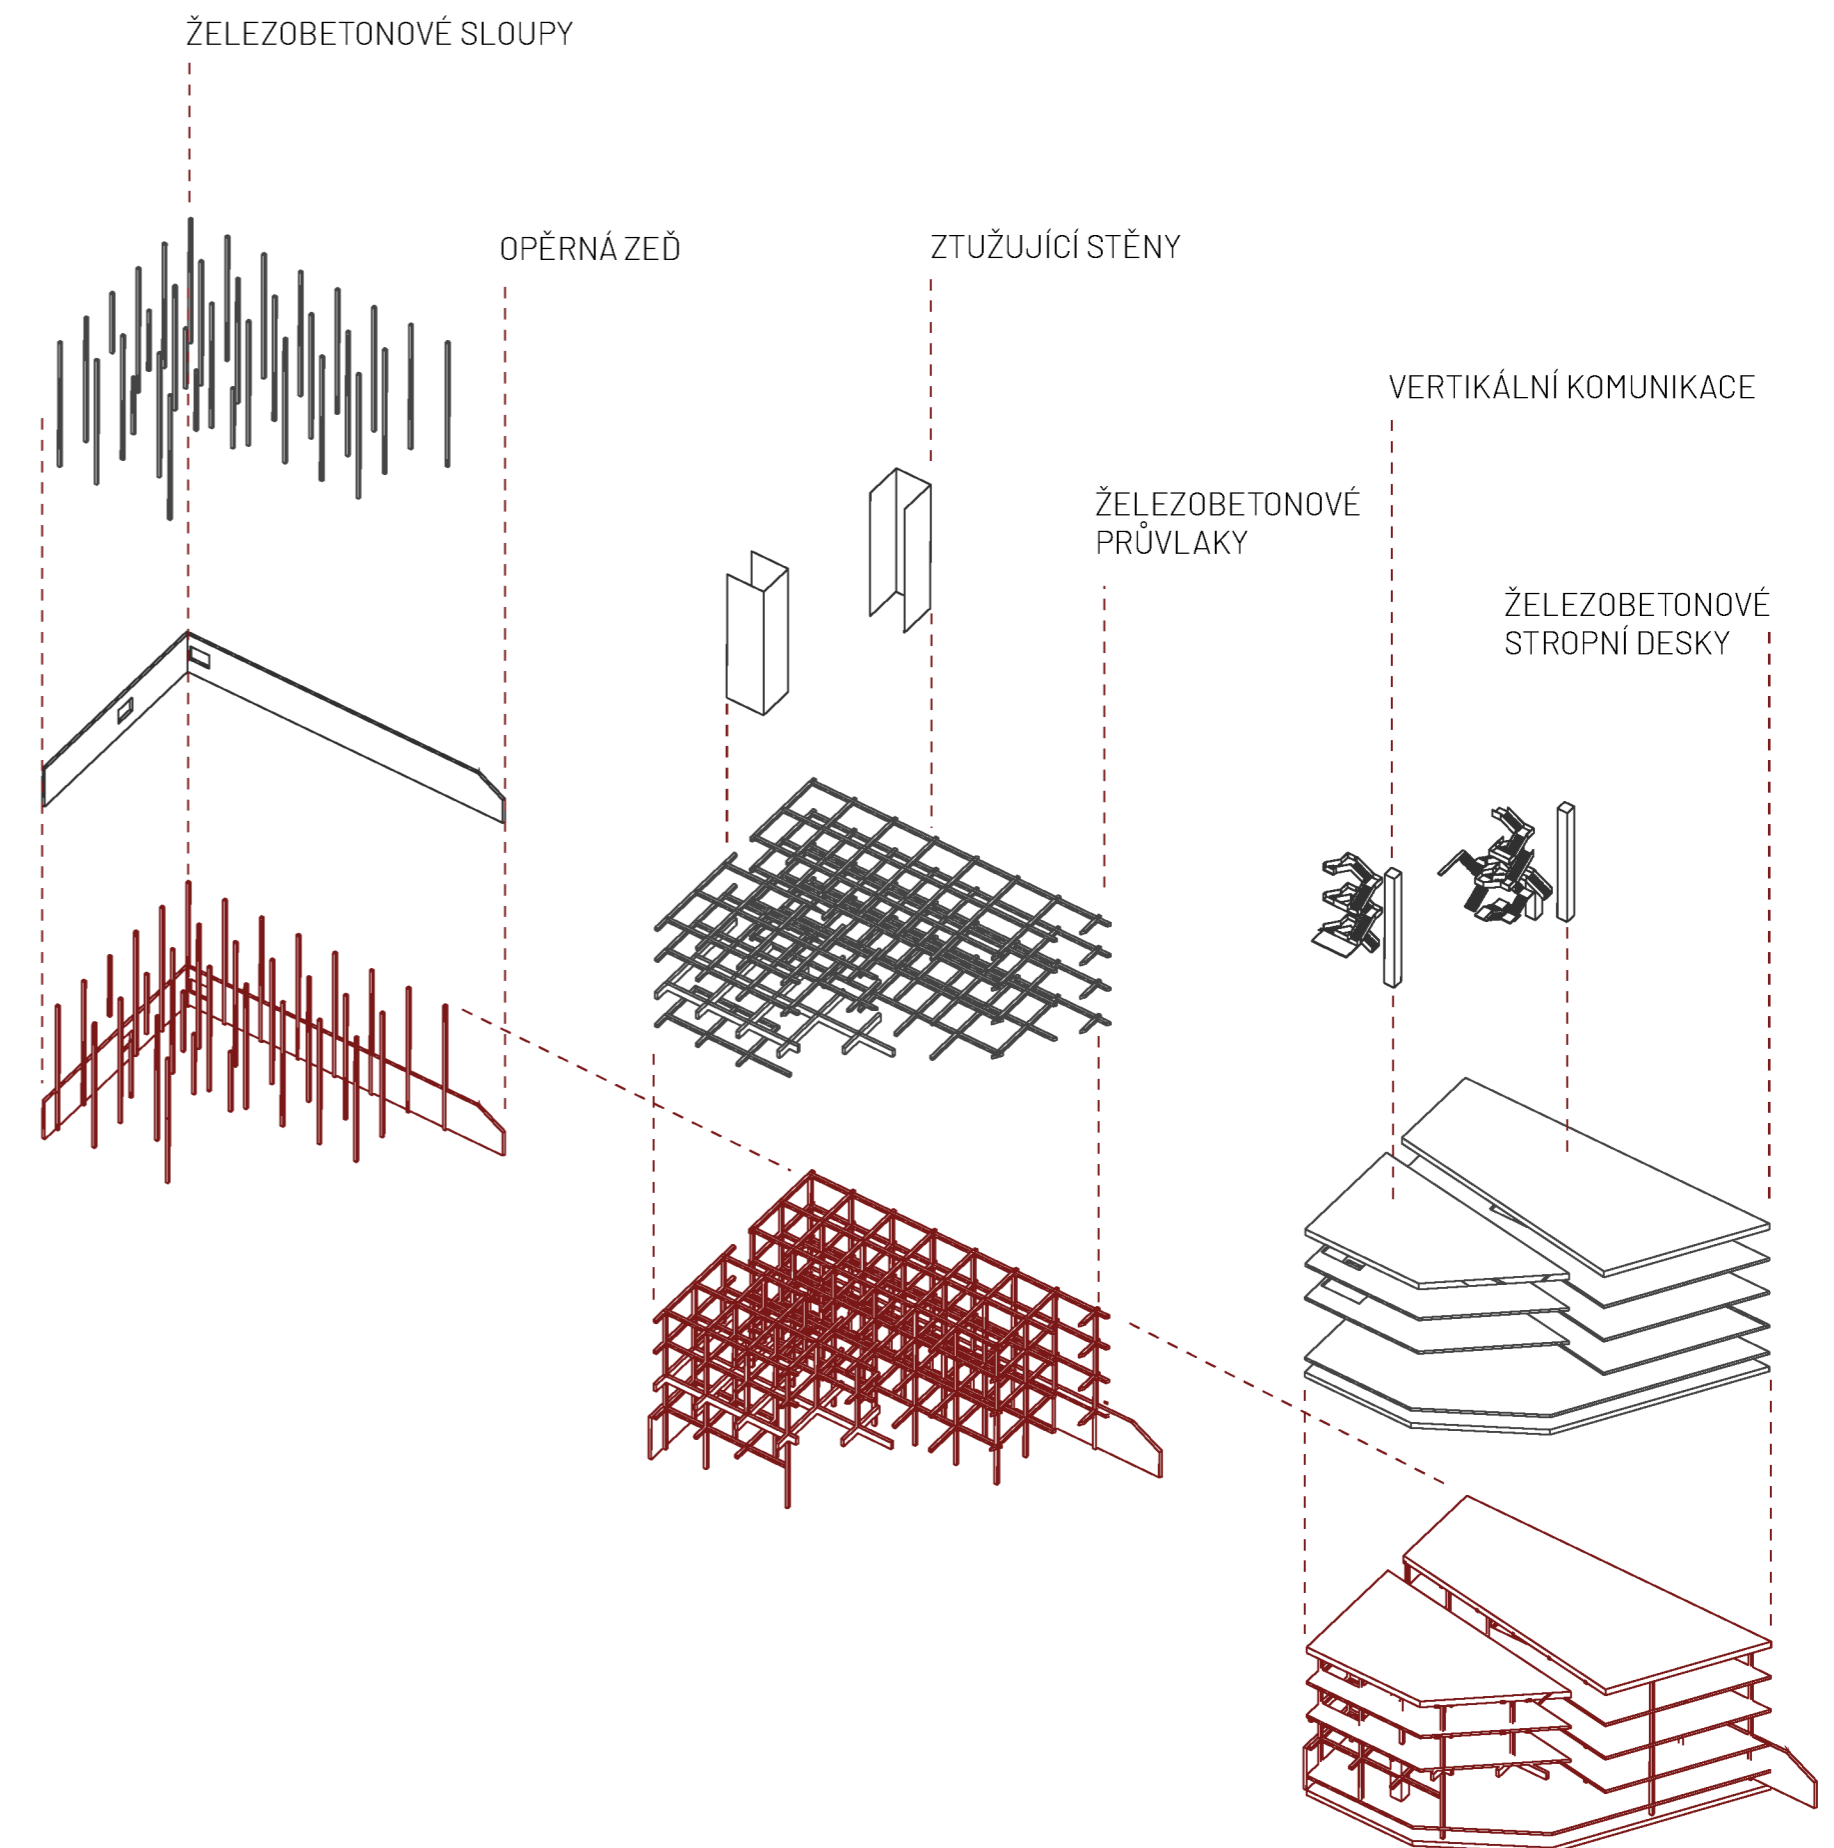 ŽELEZOBETONOVÉ SLOUPY
OPĚRNÁ ZEĎ
ZTUŽUJÍCÍ STĚNY
VERTIKÁLNÍ KOMUNIKACE
ŽELEZOBETONOVÉ
PRŮVLAKY
ŽELEZOBETONOVÉ
STROPNÍ DESKY